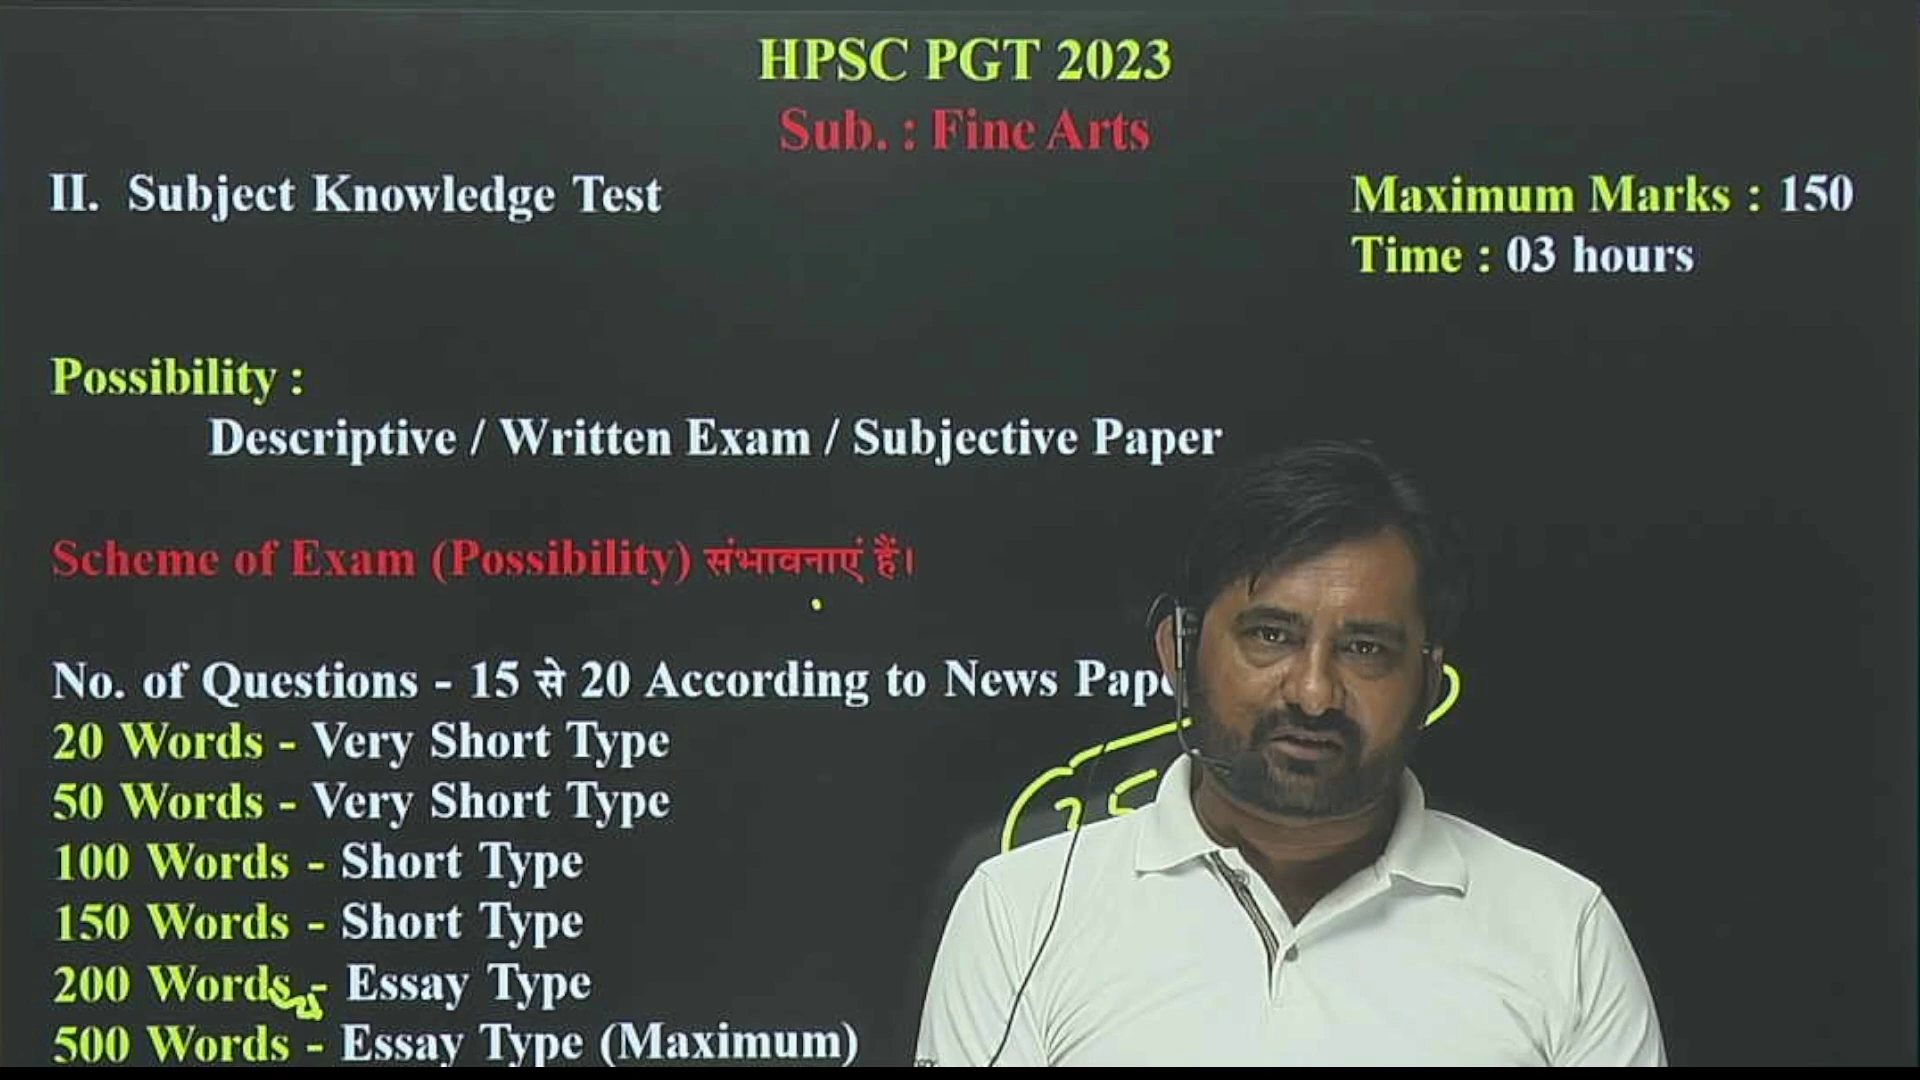 HPSC PGT 2023
Sub. : Fine Arts
II. Subject Knowledge Test
Maximum Marks : 150
Time : 03 hours
Possibility :
Descriptive / Written Exam / Subjective Paper
Scheme of Exam (Possibility) संभावनाएं हैं।
No. of Questions - 15 से 20 According to News
20 Words - Very Short Type
50 Words - Very Short Type
100 Words - Short Type
150 Words - Short Type
200 Words - Essay Type
500 Words - Essay Type (Maximum)